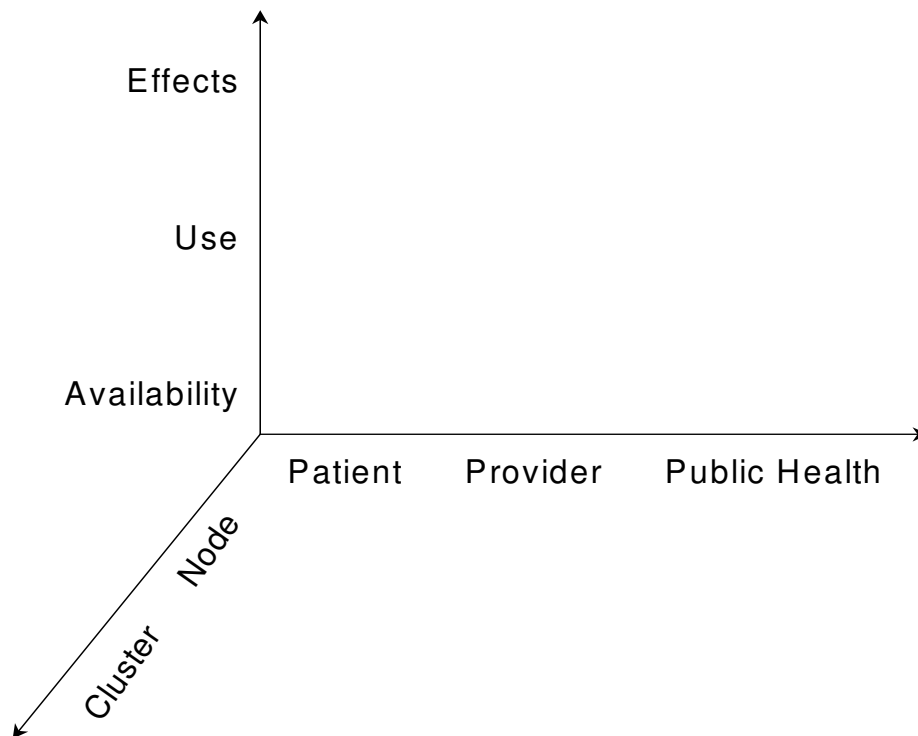 Effects
Use
Availability
Patient Provider Public Health
Node
Cluster